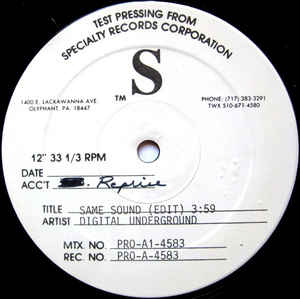 TEST PRESSING FROM
SPECIALTY RECORDS CORPORATION
S
TM
1400 E. LACKAWANNA AVE.
OLYPHANT, PA. 18447
PHONE: (717) 383-3291
TWX 510-671-4580
12" 33 1/3 RPM
DATE
ACC'T. Reprise
TITLE SAME SOUND (EDIT) 3:59
ARTIST DIGITAL UNDERGROUND
MTX. NO. PRO-A1-4583
REC. NO. PRO-A-4583